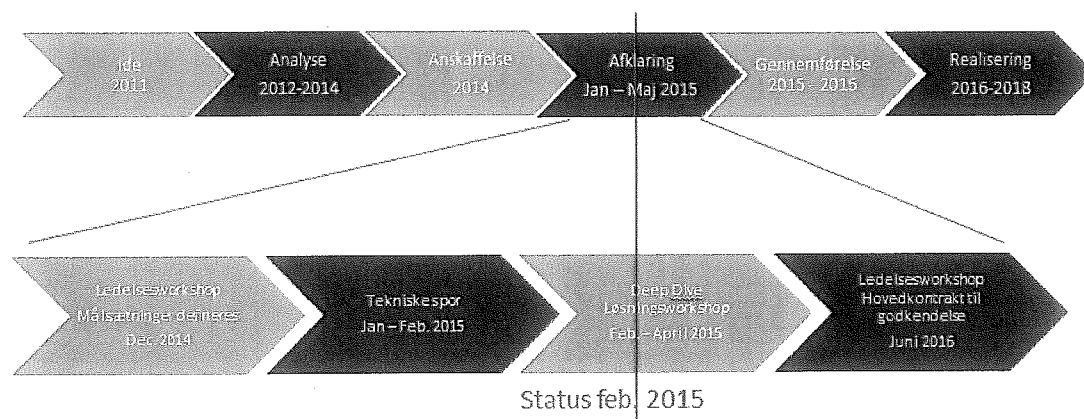 Ide
2011
Analyse
2012-2014
Anskaffelse
2014
Afklaring
Jan – Maj 2015
Gennemførelse
2015 - 2016
Realisering
2016-2018
Ledelsesworkshop
Målsætninger defineres
Dec. 2014
Tekniske spor
Jan – Feb. 2015
Deep Dive
Løsningsworkshop
Feb. – April 2015
Ledelsesworkshop
Hovedkontrakt til
godkendelse
Juni 2016
Status feb. 2015